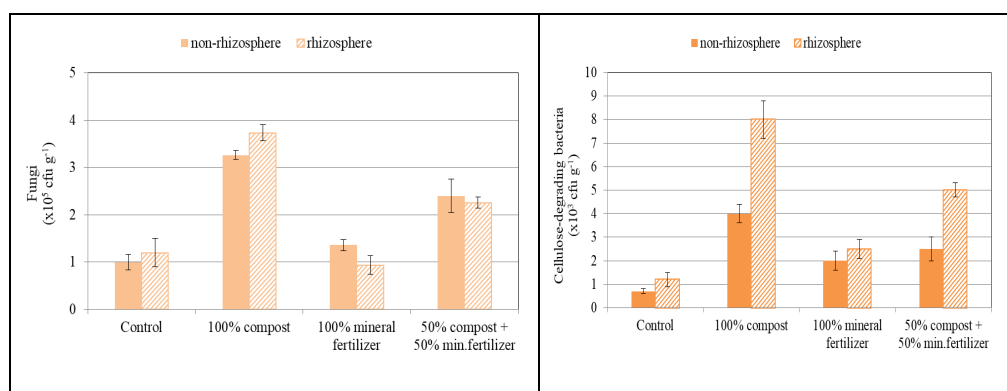 non-rhizosphere rhizosphere
Fungi
(x10⁵ cfu g⁻¹)
5
4
3
2
1
0
Control
100% compost
100% mineral
fertilizer
50% compost +
50% min.fertilizer
non-rhizosphere rhizosphere
Cellulose-degrading bacteria
(x10³ cfu g⁻¹)
10
9
8
7
6
5
4
3
2
1
0
Control
100% compost
100% mineral
fertilizer
50% compost +
50% min.fertilizer